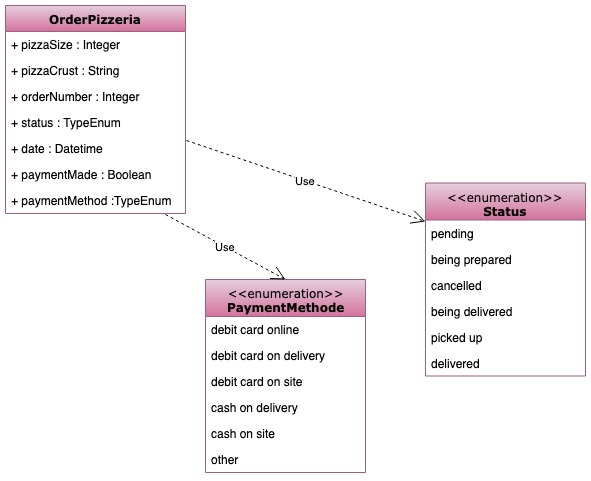 OrderPizzeria
+ pizzaSize : Integer
+ pizzaCrust : String
+ orderNumber : Integer
+ status : TypeEnum
+ date : Datetime
+ paymentMade : Boolean
+ paymentMethod :TypeEnum
Use
Use
<<enumeration>>
Status
pending
being prepared
cancelled
being delivered
picked up
delivered
<<enumeration>>
PaymentMethode
debit card online
debit card on delivery
debit card on site
cash on delivery
cash on site
other